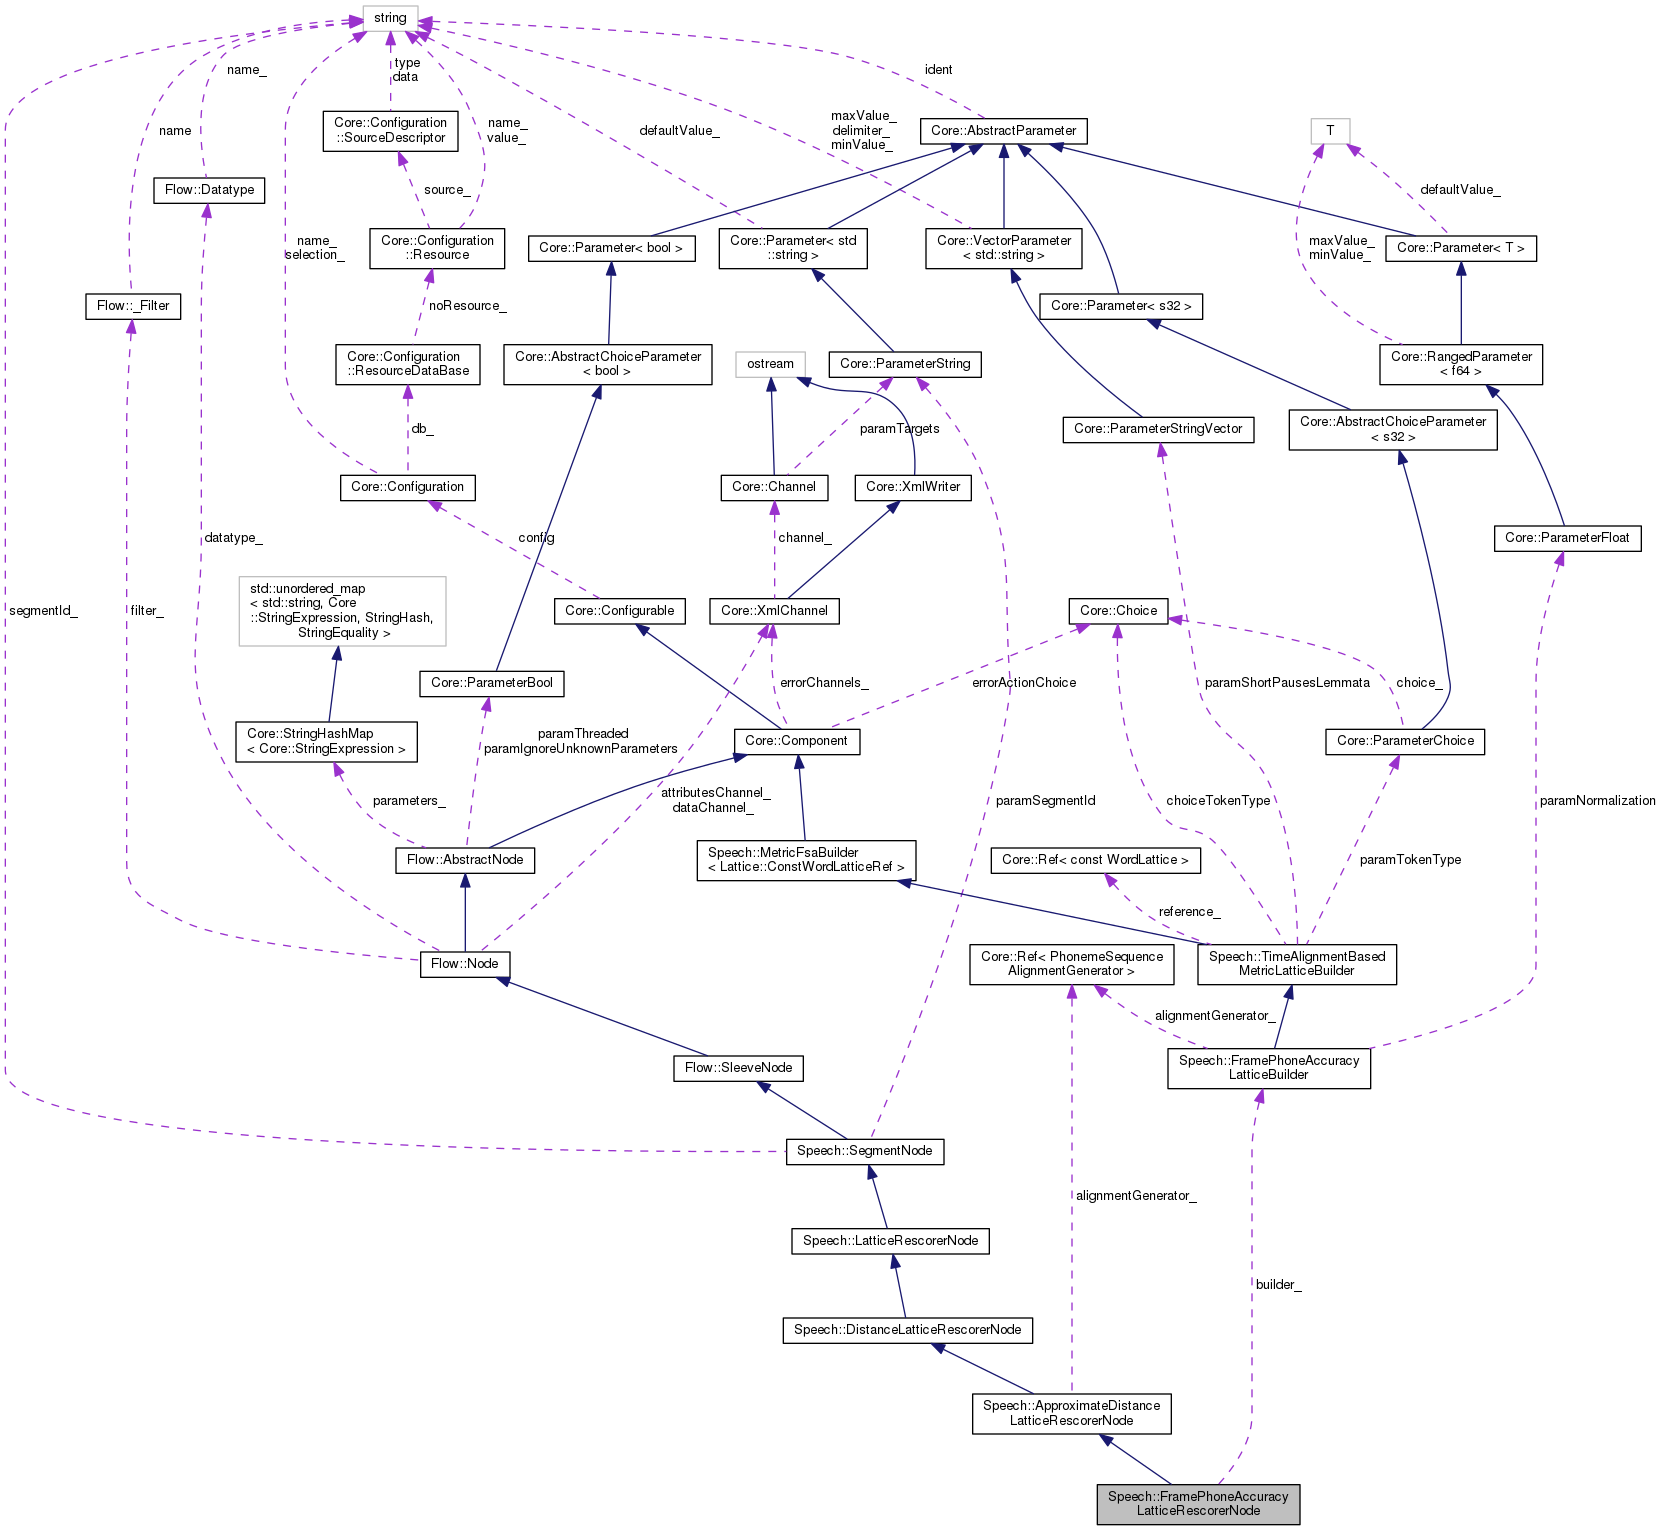 string
type
data
name_
ident
Core::Configuration
::SourceDescriptor
name_
value_
name
defaultValue_
maxValue_
delimiter_
minValue_
Core::AbstractParameter
T
Flow::Datatype
source_
defaultValue_
name_
selection_
Core::Configuration
::Resource
Core::Parameter< bool >
Core::Parameter< std
::string >
Core::VectorParameter
< std::string >
maxValue_
minValue_
Core::Parameter< T >
Flow::_Filter
noResource_
Core::Parameter< s32 >
Core::Configuration
::ResourceDataBase
Core::AbstractChoiceParameter
< bool >
ostream
Core::ParameterString
Core::RangedParameter
< f64 >
db_
paramTargets
Core::ParameterStringVector
Core::AbstractChoiceParameter
< s32 >
Core::Configuration
Core::Channel
Core::XmlWriter
datatype_
config
channel_
Core::ParameterFloat
std::unordered_map
< std::string, Core
::StringExpression, StringHash,
StringEquality >
segmentId_
filter_
Core::Configurable
Core::XmlChannel
Core::Choice
Core::ParameterBool
errorChannels_
errorActionChoice
paramShortPausesLemmata
choice_
Core::StringHashMap
< Core::StringExpression >
paramThreaded
paramIgnoreUnknownParameters
Core::Component
Core::ParameterChoice
parameters_
attributesChannel_
dataChannel_
paramSegmentId
choiceTokenType
paramNormalization
Flow::AbstractNode
Speech::MetricFsaBuilder
< Lattice::ConstWordLatticeRef >
Core::Ref< const WordLattice >
paramTokenType
reference_
Flow::Node
Core::Ref< PhonemeSequence
AlignmentGenerator >
Speech::TimeAlignmentBased
MetricLatticeBuilder
alignmentGenerator_
Flow::SleeveNode
Speech::FramePhoneAccuracy
LatticeBuilder
Speech::SegmentNode
alignmentGenerator_
Speech::LatticeRescorerNode
builder_
Speech::DistanceLatticeRescorerNode
Speech::ApproximateDistance
LatticeRescorerNode
Speech::FramePhoneAccuracy
LatticeRescorerNode